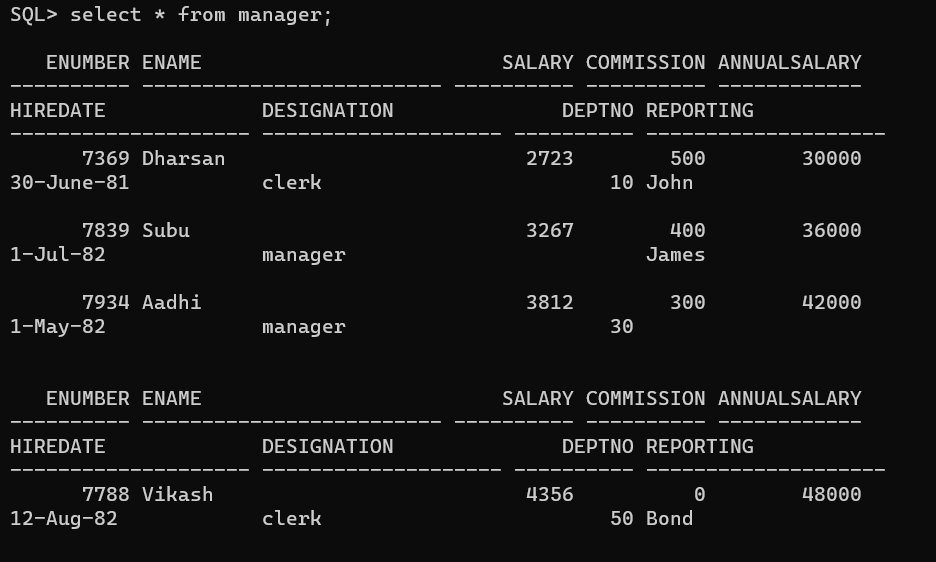 SQL> select * from manager;
   ENUMBER ENAME                         SALARY COMMISSION ANNUALSALARY
---------- ------------------------- ---------- ---------- ------------
HIREDATE             DESIGNATION              DEPTNO REPORTING
-------------------- -------------------- ---------- --------------------
      7369 Dharsan                         2723        500        30000
30-June-81           clerk                        10 John
      7839 Subu                            3267        400        36000
1-Jul-82             manager                         James
      7934 Aadhi                           3812        300        42000
1-May-82             manager                      30
   ENUMBER ENAME                         SALARY COMMISSION ANNUALSALARY
---------- ------------------------- ---------- ---------- ------------
HIREDATE             DESIGNATION              DEPTNO REPORTING
-------------------- -------------------- ---------- --------------------
      7788 Vikash                          4356          0        48000
12-Aug-82            clerk                        50 Bond